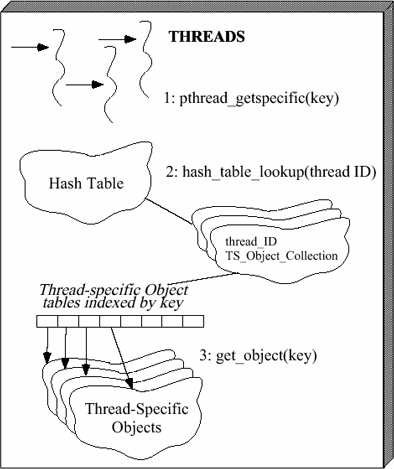 THREADS
1: pthread_getspecific(key)
2: hash_table_lookup(thread ID)
Hash Table
thread_ID
TS_Object_Collection
Thread-specific Object
tables indexed by key
3: get_object(key)
Thread-Specific
Objects